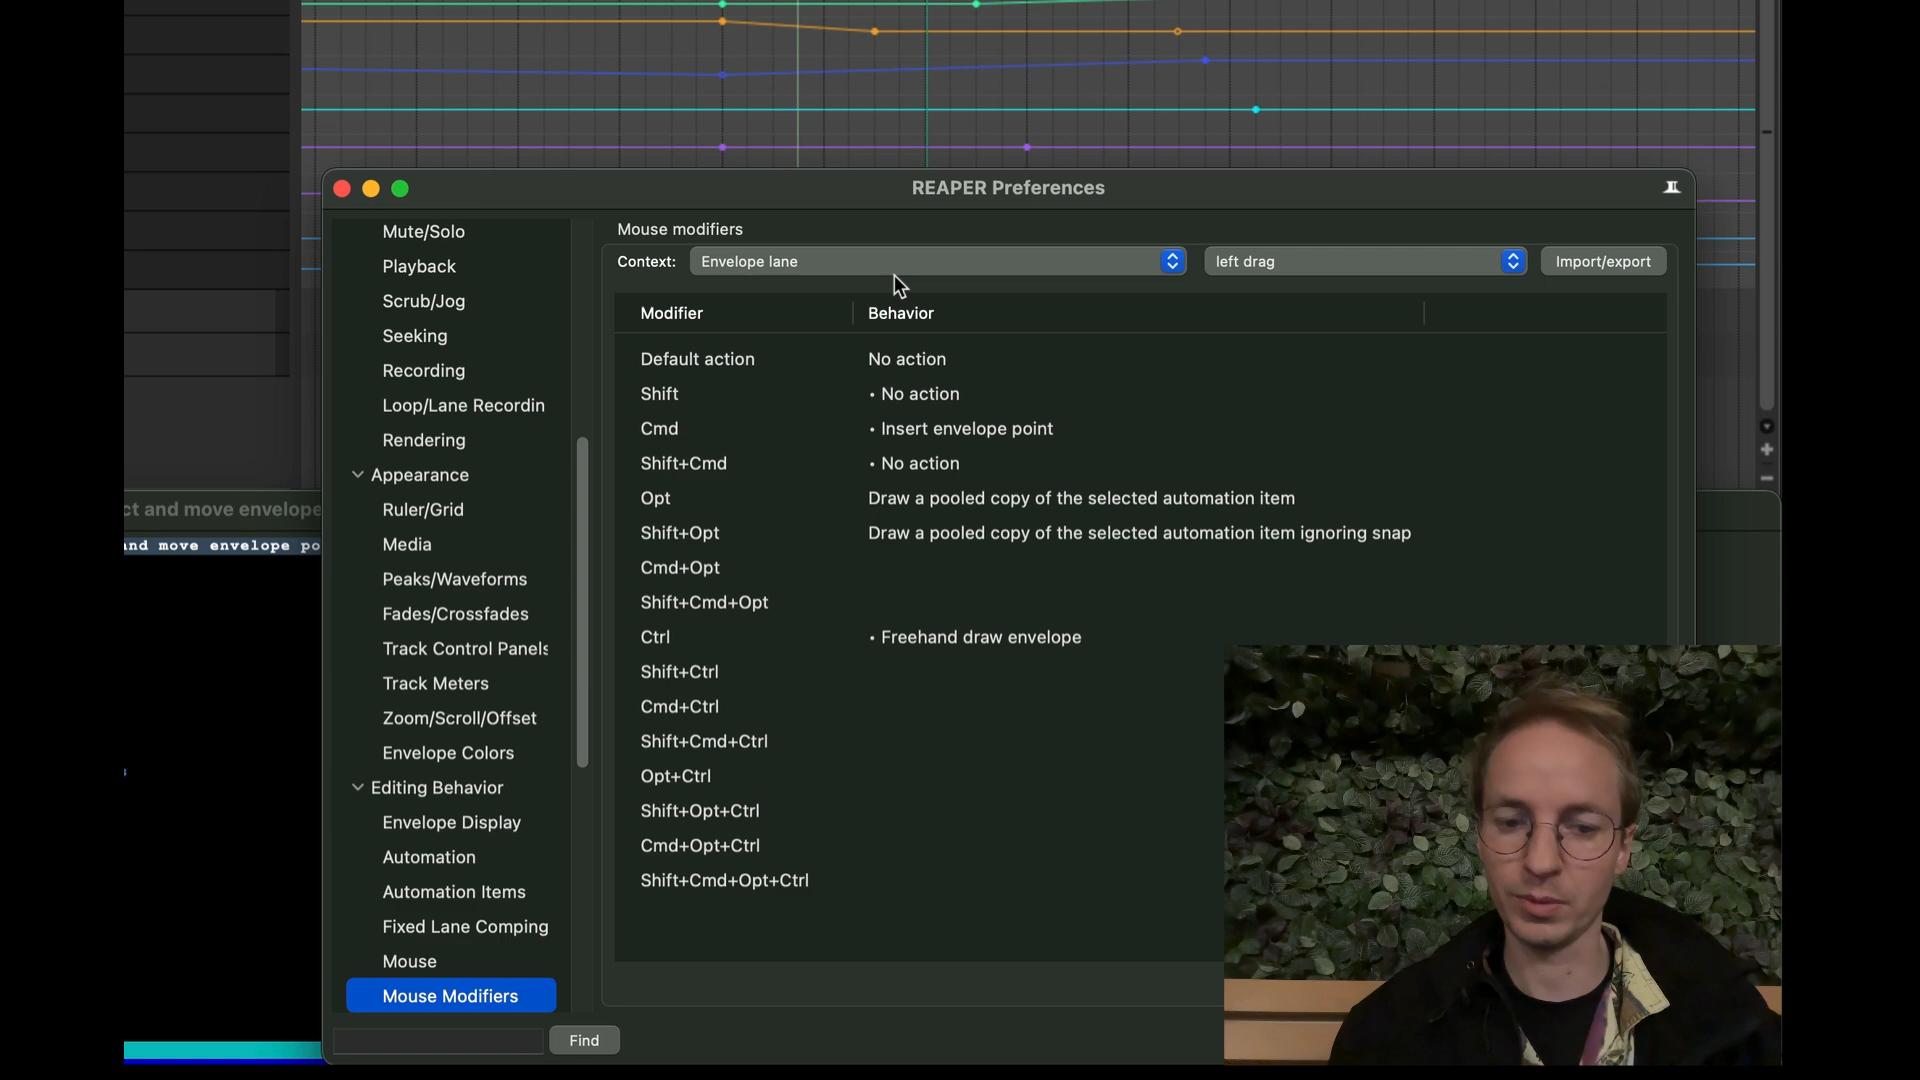 REAPER Preferences
Mute/Solo
Playback
Scrub/Jog
Seeking
Recording
Loop/Lane Recordin
Rendering
Appearance
Ruler/Grid
Media
Peaks/Waveforms
Fades/Crossfades
Track Control Panels
Track Meters
Zoom/Scroll/Offset
Envelope Colors
Editing Behavior
Envelope Display
Automation
Automation Items
Fixed Lane Comping
Mouse
Mouse Modifiers
Find
Mouse modifiers
Context: Envelope lane left drag Import/export
Modifier Behavior
Default action No action
Shift • No action
Cmd • Insert envelope point
Shift+Cmd • No action
Opt Draw a pooled copy of the selected automation item
Shift+Opt Draw a pooled copy of the selected automation item ignoring snap
Cmd+Opt
Shift+Cmd+Opt
Ctrl • Freehand draw envelope
Shift+Ctrl
Cmd+Ctrl
Shift+Cmd+Ctrl
Opt+Ctrl
Shift+Opt+Ctrl
Cmd+Opt+Ctrl
Shift+Cmd+Opt+Ctrl
ct and move envelope
and move envelope po